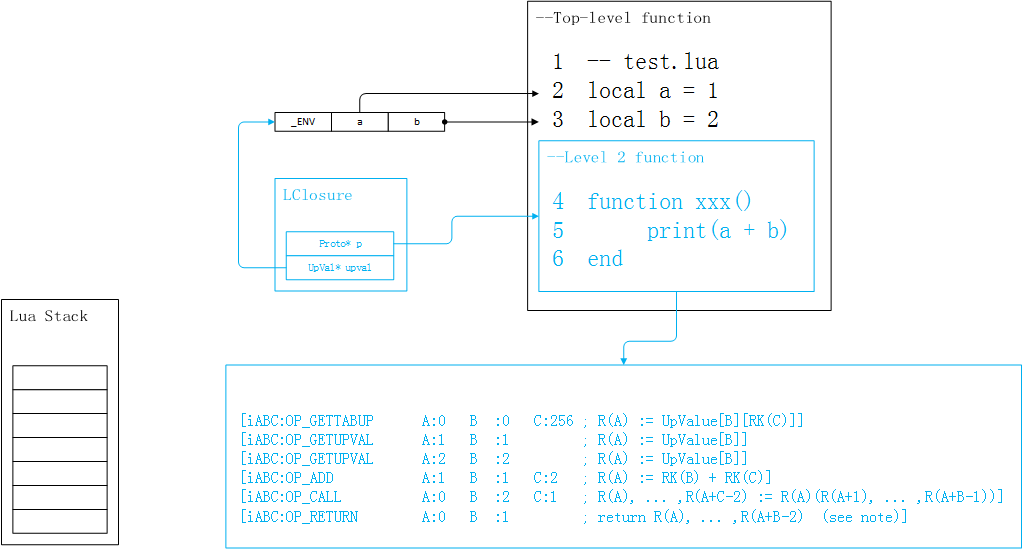 --Top-level function
1 -- test.lua
2 local a = 1
3 local b = 2
_ENV a b
--Level 2 function
4 function xxx()
5 print(a + b)
6 end
LClosure
Proto* p
UpVal* upval
Lua Stack
[iABC:OP_GETTABUP A:0 B :0 C:256 ; R(A) := UpValue[B][RK(C)]]
[iABC:OP_GETUPVAL A:1 B :1 ; R(A) := UpValue[B]]
[iABC:OP_GETUPVAL A:2 B :2 ; R(A) := UpValue[B]]
[iABC:OP_ADD A:1 B :1 C:2 ; R(A) := RK(B) + RK(C)]
[iABC:OP_CALL A:0 B :2 C:1 ; R(A), ... ,R(A+C-2) := R(A)(R(A+1), ... ,R(A+B-1))]
[iABC:OP_RETURN A:0 B :1 ; return R(A), ... ,R(A+B-2) (see note)]